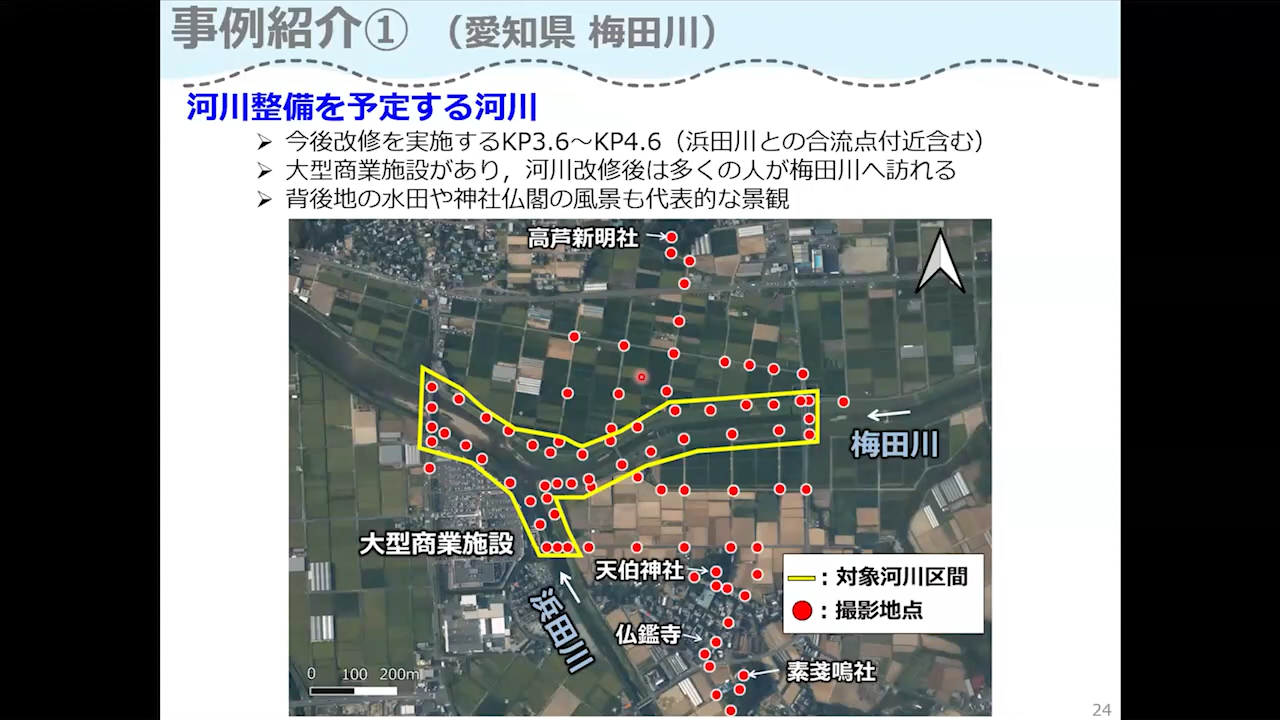 事例紹介① （愛知県 梅田川）
河川整備を予定する河川
➢ 今後改修を実施するKP3.6～KP4.6（浜田川との合流点付近含む）
➢ 大型商業施設があり，河川改修後は多くの人が梅田川へ訪れる
➢ 背後地の水田や神社仏閣の風景も代表的な景観
高芦新明社
梅田川
大型商業施設
天伯神社
：対象河川区間
：撮影地点
浜田川
仏鑑寺
素戔嗚社
0 100 200m
24